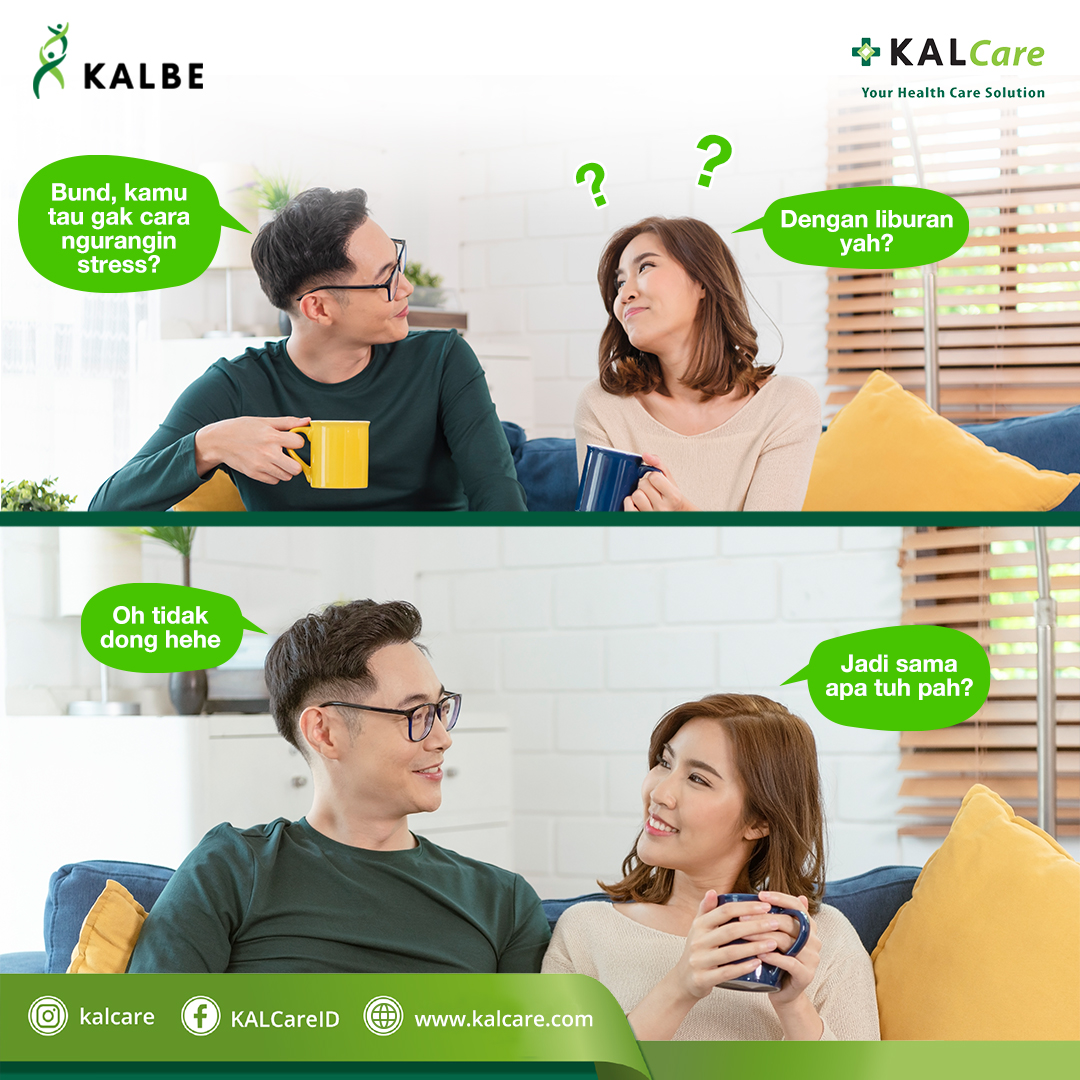 KALBE
KALCare
Your Health Care Solution
Bund, kamu
tau gak cara
ngurangin
stress?
?
?
Dengan liburan
yah?
Oh tidak
dong hehe
Jadi sama
apa tuh pah?
kalcare
KALCareID
www.kalcare.com